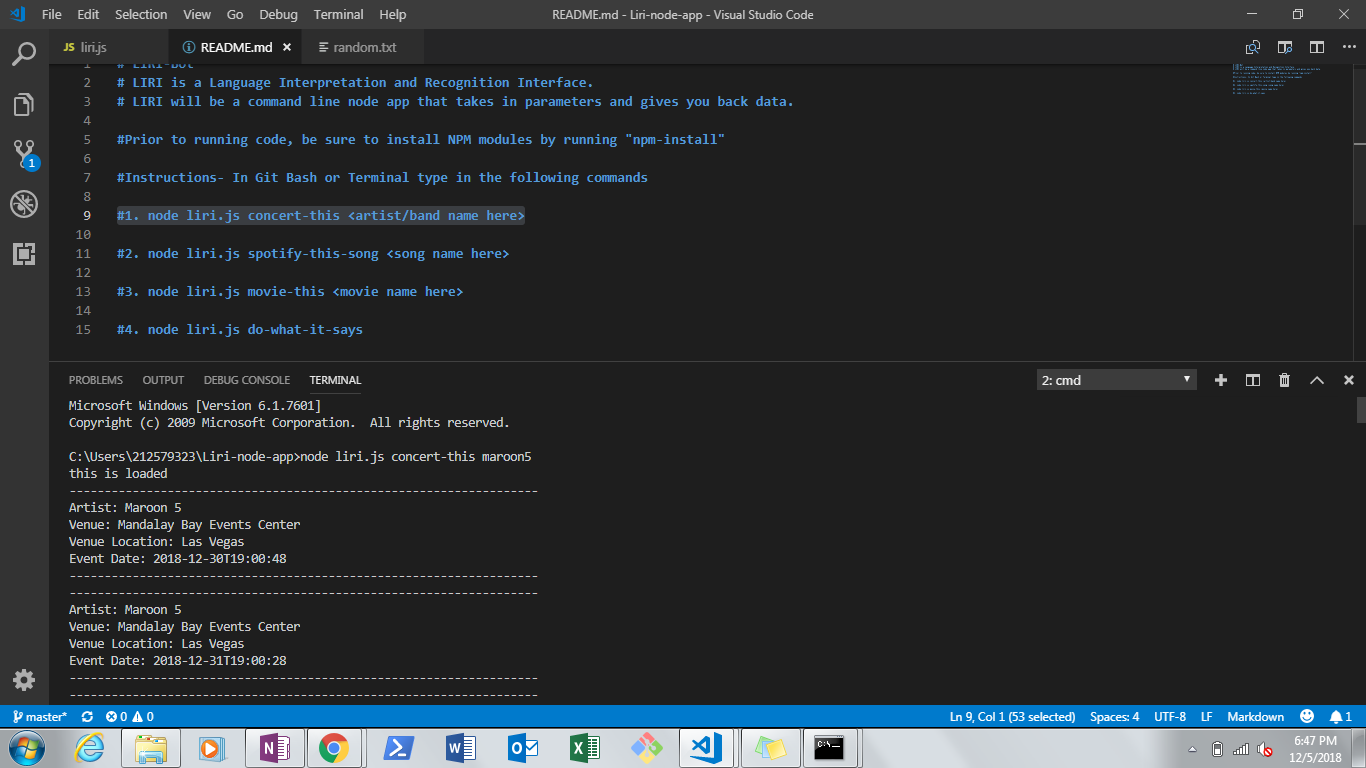 File Edit Selection View Go Debug Terminal Help README.md - Liri-node-app - Visual Studio Code
JS liri.js README.md × random.txt
1 # LIRI-bot
2 # LIRI is a Language Interpretation and Recognition Interface.
3 # LIRI will be a command line node app that takes in parameters and gives you back data.
4
5 #Prior to running code, be sure to install NPM modules by running "npm-install"
6
7 #Instructions- In Git Bash or Terminal type in the following commands
8
9 #1. node liri.js concert-this <artist/band name here>
10
11 #2. node liri.js spotify-this-song <song name here>
12
13 #3. node liri.js movie-this <movie name here>
14
15 #4. node liri.js do-what-it-says
1
PROBLEMS OUTPUT DEBUG CONSOLE TERMINAL 2: cmd
Microsoft Windows [Version 6.1.7601]
Copyright (c) 2009 Microsoft Corporation.  All rights reserved.
C:\Users\212579323\Liri-node-app>node liri.js concert-this maroon5
this is loaded
-------------------------------------------------------------------
Artist: Maroon 5
Venue: Mandalay Bay Events Center
Venue Location: Las Vegas
Event Date: 2018-12-30T19:00:48
-------------------------------------------------------------------
-------------------------------------------------------------------
Artist: Maroon 5
Venue: Mandalay Bay Events Center
Venue Location: Las Vegas
Event Date: 2018-12-31T19:00:28
-------------------------------------------------------------------
-------------------------------------------------------------------
master* 0 0 Ln 9, Col 1 (53 selected) Spaces: 4 UTF-8 LF Markdown 1
6:47 PM
12/5/2018